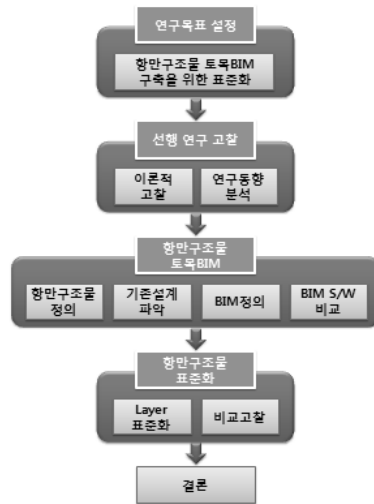 연구목표 설정
항만구조물 토목BIM
구축을 위한 표준화
선행 연구 고찰
이론적
고찰
연구동향
분석
항만구조물
토목BIM
항만구조물
정의
기존설계
파악
BIM정의
BIM S/W
비교
항만구조물
표준화
Layer
표준화
비교고찰
결론